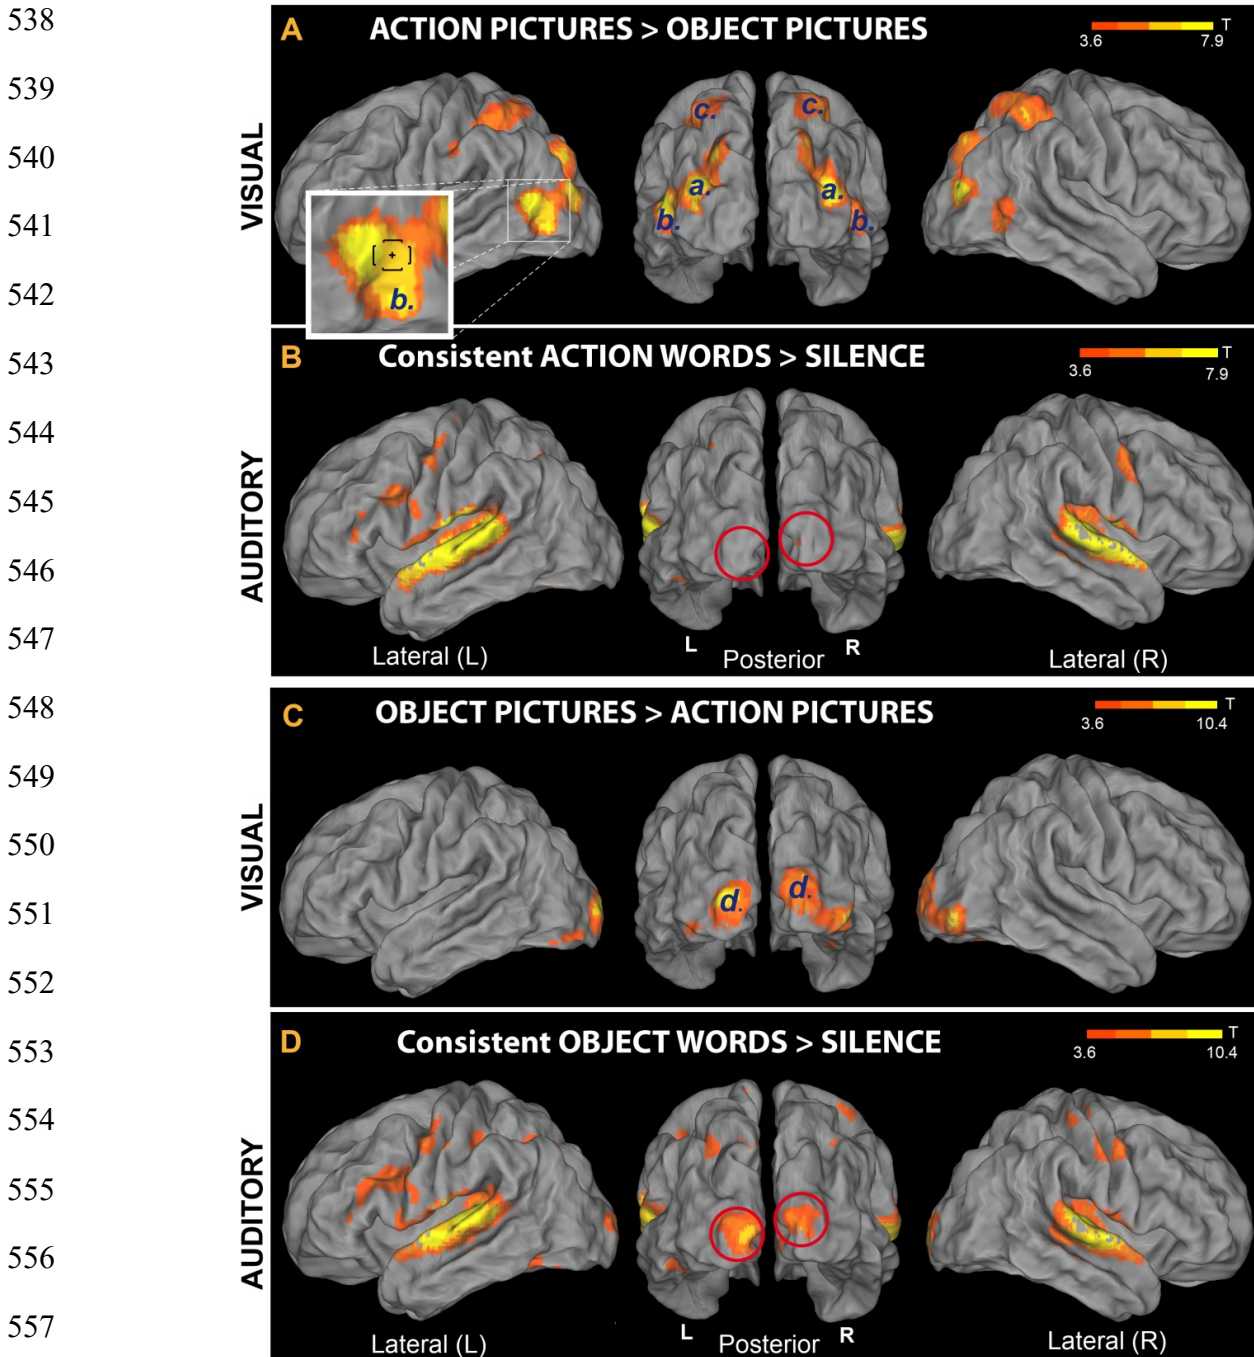 538
A ACTION PICTURES > OBJECT PICTURES T
3.6 7.9
539
c. c.
540
VISUAL
a. a.
541
b. b.
542
b.
543
B Consistent ACTION WORDS > SILENCE T
3.6 7.9
544
545
AUDITORY
546
547
L R
Lateral (L) Posterior Lateral (R)
548
C OBJECT PICTURES > ACTION PICTURES T
3.6 10.4
549
550
VISUAL
551
d. d.
552
553
D Consistent OBJECT WORDS > SILENCE T
3.6 10.4
554
555
AUDITORY
556
557
L R
Lateral (L) Posterior Lateral (R)